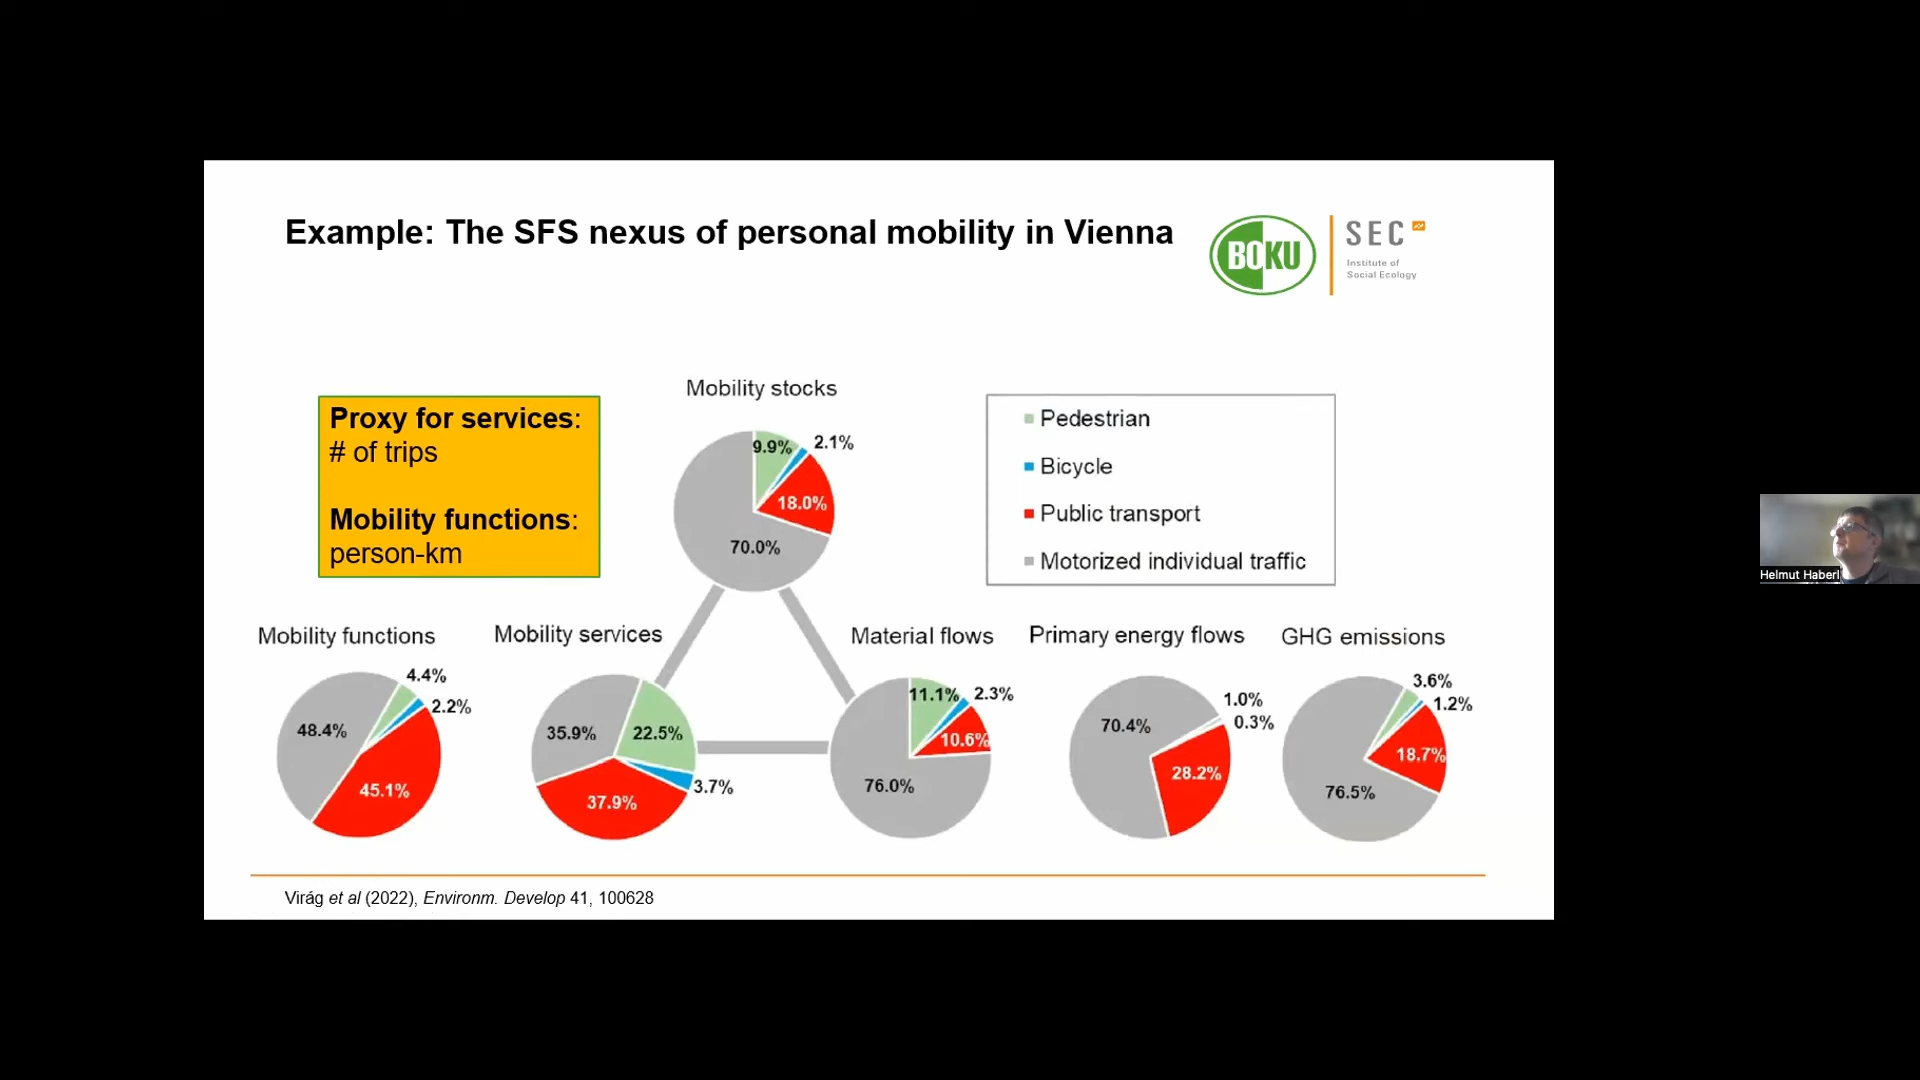 Example: The SFS nexus of personal mobility in Vienna
BOKU
SEC
Institute of
Social Ecology
Proxy for services:
# of trips
Mobility functions:
person-km
Mobility stocks
9.9%
2.1%
18.0%
70.0%
Pedestrian
Bicycle
Public transport
Motorized individual traffic
Mobility functions
4.4%
2.2%
48.4%
45.1%
Mobility services
35.9%
22.5%
3.7%
37.9%
Material flows
11.1%
2.3%
10.6%
76.0%
Primary energy flows
1.0%
0.3%
70.4%
28.2%
GHG emissions
3.6%
1.2%
18.7%
76.5%
Virág et al (2022), Environm. Develop 41, 100628
Helmut Haberl